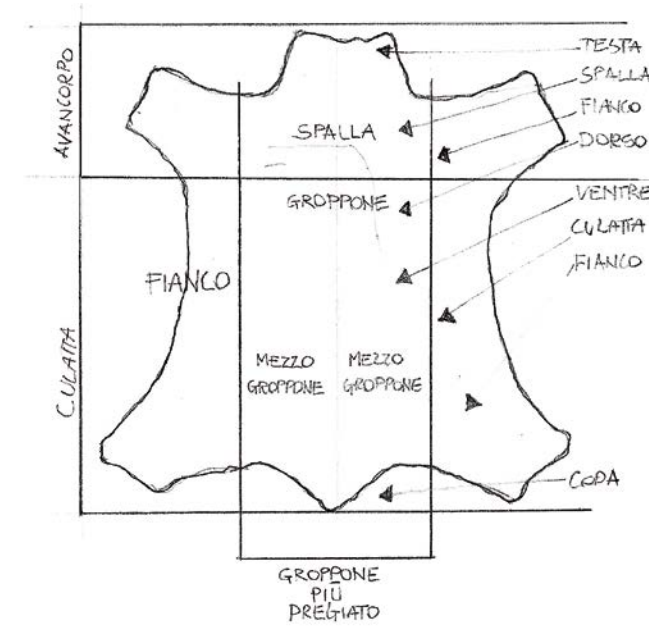 TESTA
SPALLA
FIANCO
DORSO
VENTRE
CULATTA
FIANCO
CODA
AVANCORPO
CULATTA
SPALLA
GROPPONE
FIANCO
MEZZO
GROPPONE
MEZZO
GROPPONE
GROPPONE
PIÙ
PREGIATO